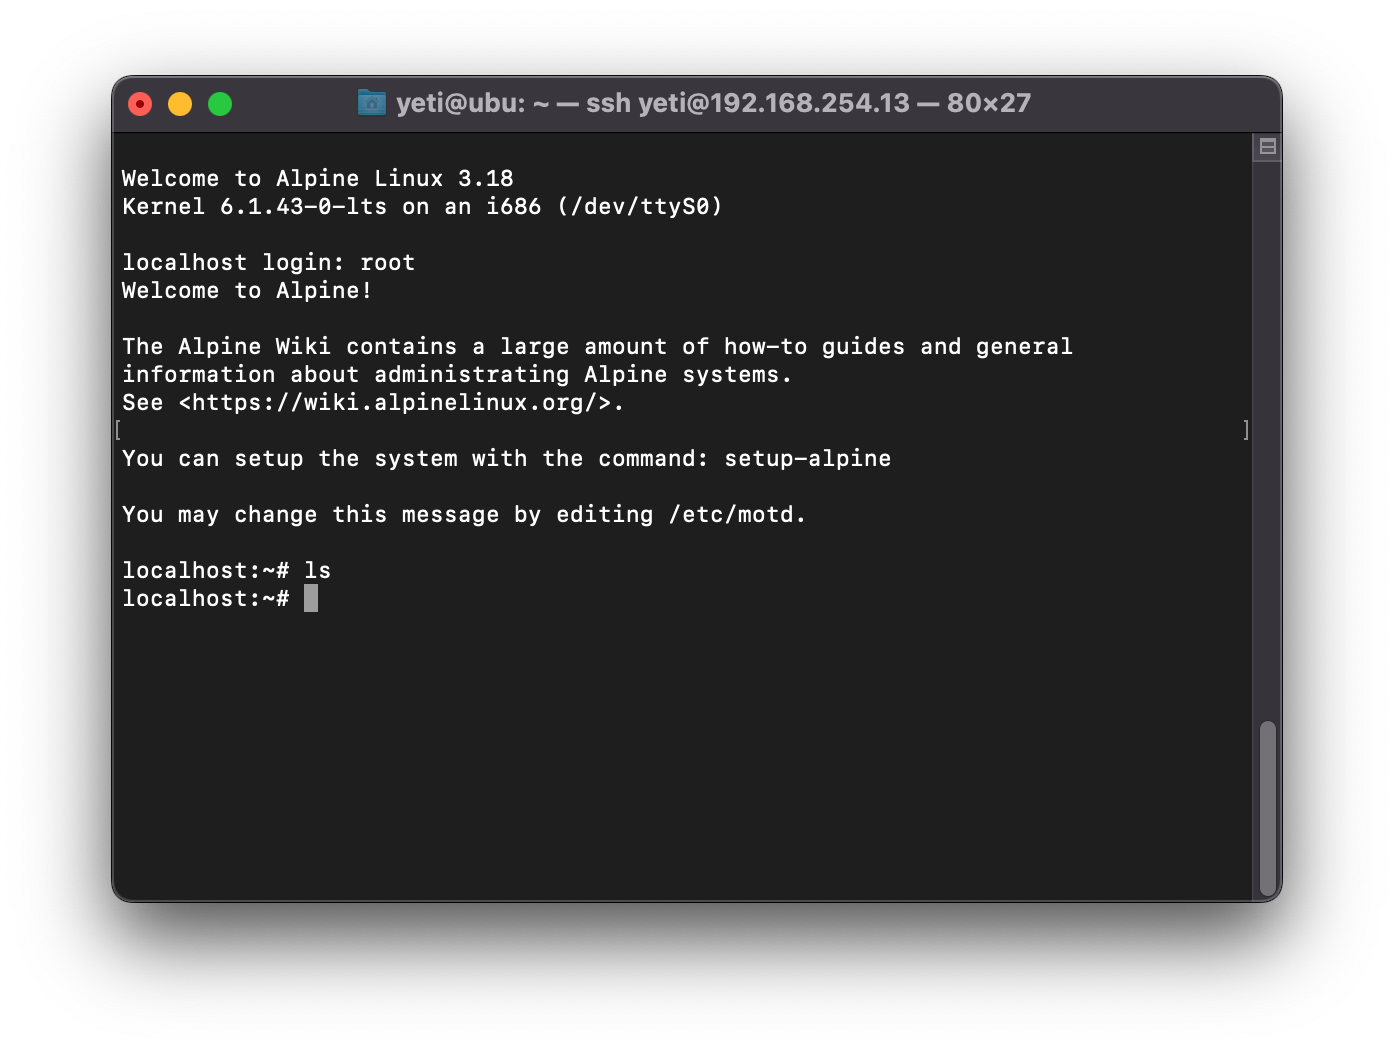 yeti@ubu: ~ — ssh yeti@192.168.254.13 — 80×27
Welcome to Alpine Linux 3.18
Kernel 6.1.43-0-lts on an i686 (/dev/ttyS0)
localhost login: root
Welcome to Alpine!
The Alpine Wiki contains a large amount of how-to guides and general
information about administrating Alpine systems.
See <https://wiki.alpinelinux.org/>.
[ ]
You can setup the system with the command: setup-alpine
You may change this message by editing /etc/motd.
localhost:~# ls
localhost:~#